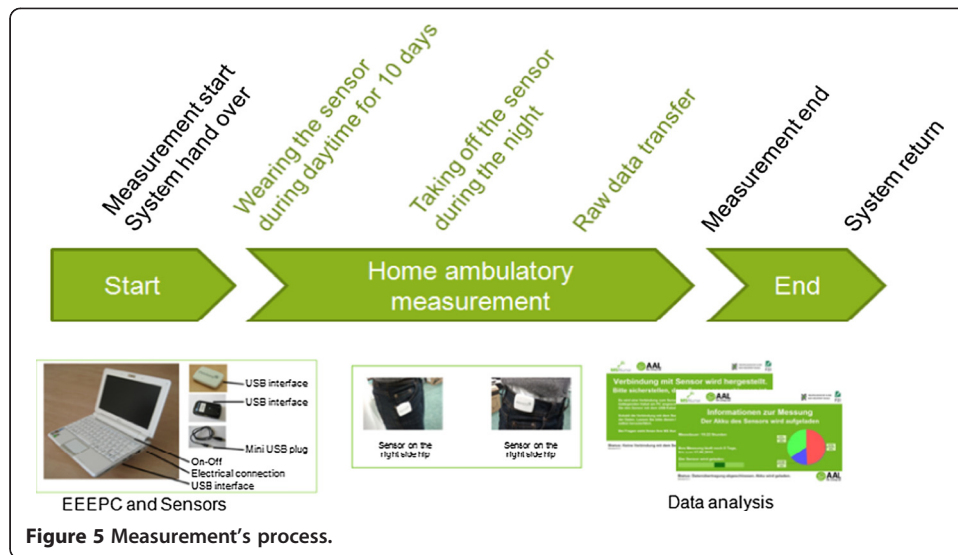 Measurement start
System hand over
Wearing the sensor
during daytime for 10 days
Taking off the sensor
during the night
Raw data transfer
Measurement end
System return
Start
Home ambulatory
measurement
End
USB interface
USB interface
Mini USB plug
On-Off
Electrical connection
USB interface
EEEPC and Sensors
Sensor on the
right side hip
Sensor on the
right side hip
AAL
Verbindung mit Sensor wird hergestellt.
Bitte sicherstellen, d
AAL
Informationen zur Messung
Der Akku des Sensors wird aufgeladen
AAL
Data analysis
Figure 5 Measurement's process.